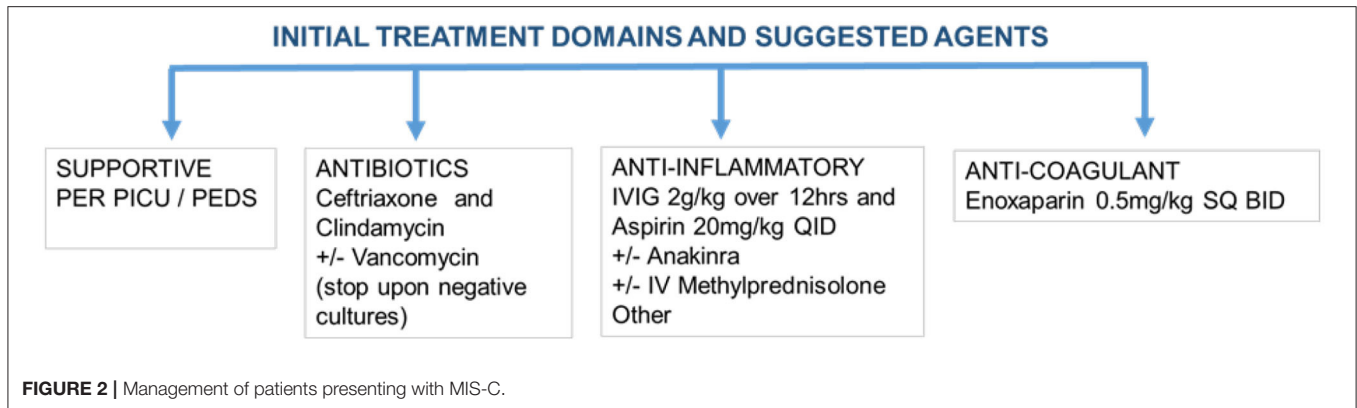 INITIAL TREATMENT DOMAINS AND SUGGESTED AGENTS
SUPPORTIVE
PER PICU / PEDS
ANTIBIOTICS
Ceftriaxone and
Clindamycin
+/- Vancomycin
(stop upon negative
cultures)
ANTI-INFLAMMATORY
IVIG 2g/kg over 12hrs and
Aspirin 20mg/kg QID
+/- Anakinra
+/- IV Methylprednisolone
Other
ANTI-COAGULANT
Enoxaparin 0.5mg/kg SQ BID
FIGURE 2 | Management of patients presenting with MIS-C.